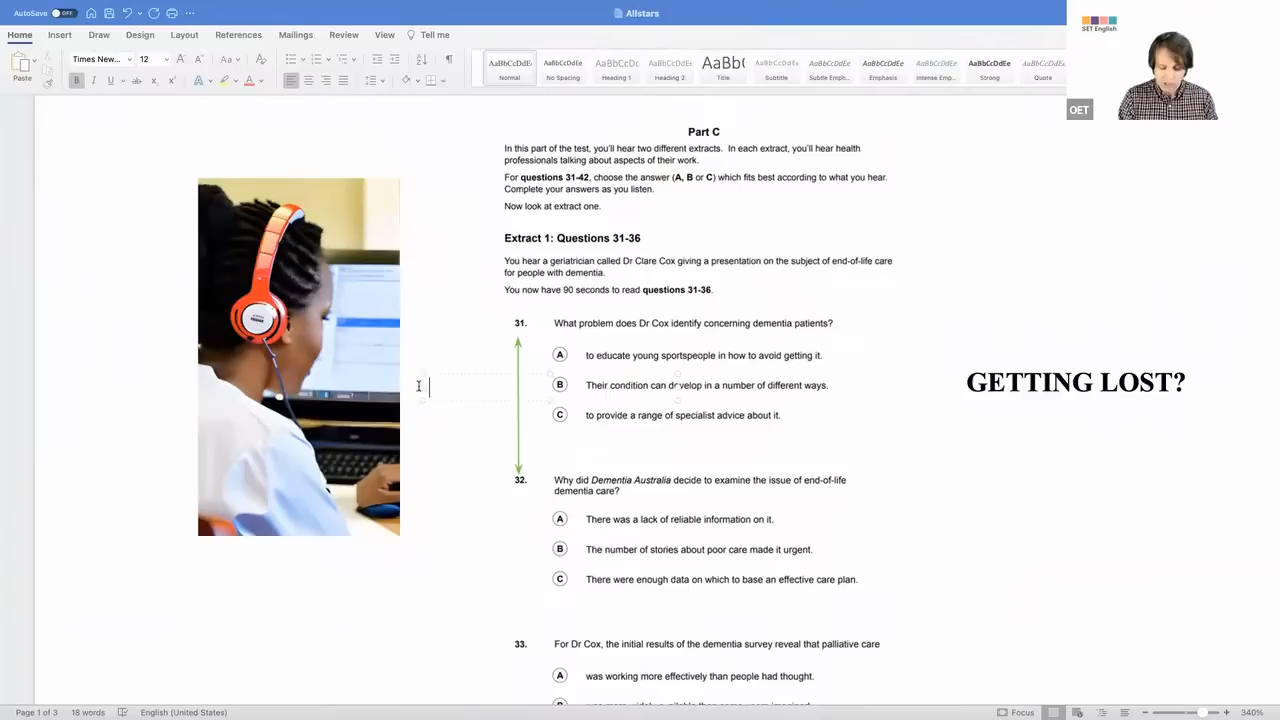 AutoSave OFF
Allstars
Home Insert Draw Design Layout References Mailings Review View Tell me
Paste
Times New... 12
B I U
AaBbCcDdEe AaBbCcDdEe AaBbCcDc AaBbCcDdEe AaBb( AaBbCcDdEe AaBbCcDdEe AaBbCcDdEe AaBbCcDdEe AaBbCcDdEe
Normal No Spacing Heading 1 Heading 2 Title Subtitle Subtle Emph... Emphasis Intense Emp... Strong Quote
SET English
OET
Part C
In this part of the test, you'll hear two different extracts. In each extract, you'll hear health
professionals talking about aspects of their work.
For questions 31-42, choose the answer (A, B or C) which fits best according to what you hear.
Complete your answers as you listen.
Now look at extract one.
Extract 1: Questions 31-36
You hear a geriatrician called Dr Clare Cox giving a presentation on the subject of end-of-life care
for people with dementia.
You now have 90 seconds to read questions 31-36.
31. What problem does Dr Cox identify concerning dementia patients?
A to educate young sportspeople in how to avoid getting it.
B Their condition can develop in a number of different ways.
C to provide a range of specialist advice about it.
GETTING LOST?
32. Why did Dementia Australia decide to examine the issue of end-of-life
dementia care?
A There was a lack of reliable information on it.
B The number of stories about poor care made it urgent.
C There were enough data on which to base an effective care plan.
33. For Dr Cox, the initial results of the dementia survey reveal that palliative care
A was working more effectively than people had thought.
Page 1 of 3 18 words English (United States) Focus 340%